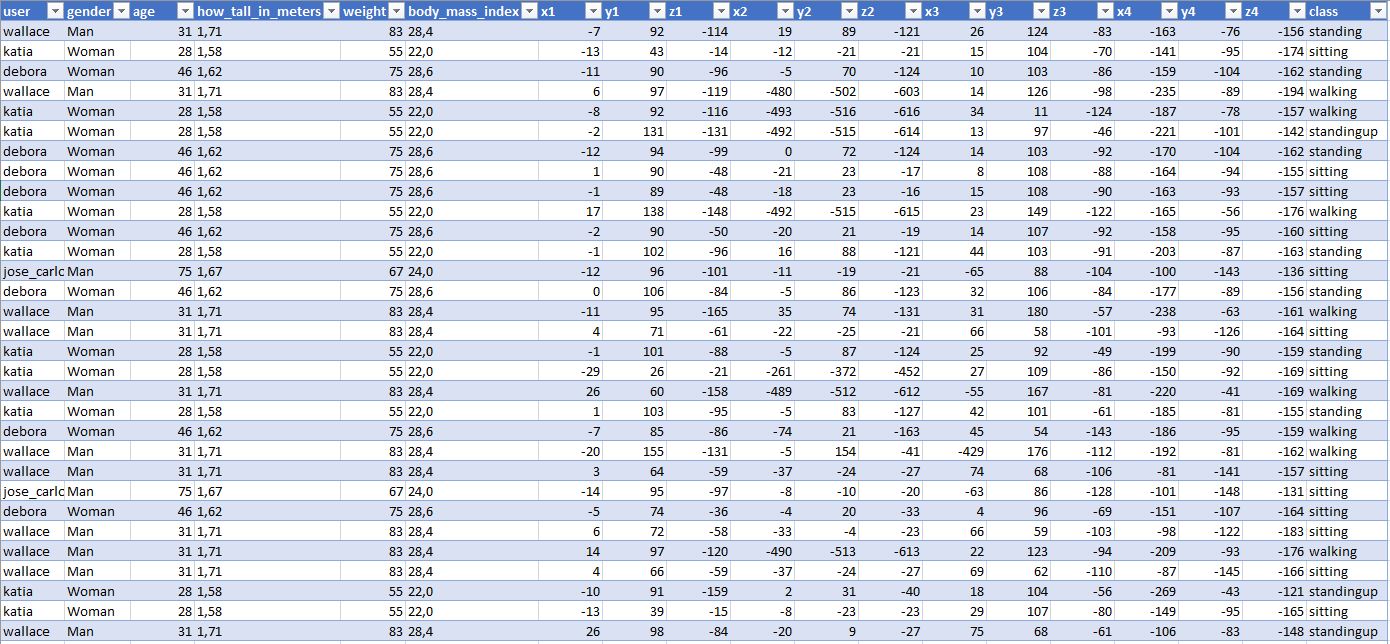 user gender age how_tall_in_meters weight body_mass_index x1 y1 z1 x2 y2 z2 x3 y3 z3 x4 y4 z4 class
wallace Man 31 1,71 83 28,4 -7 92 -114 19 89 -121 26 124 -83 -163 -76 -156 standing
katia Woman 28 1,58 55 22,0 -13 43 -14 -12 -21 -21 15 104 -70 -141 -95 -174 sitting
debora Woman 46 1,62 75 28,6 -11 90 -96 -5 70 -124 10 103 -86 -159 -104 -162 standing
wallace Man 31 1,71 83 28,4 6 97 -119 -480 -502 -603 14 126 -98 -235 -89 -194 walking
katia Woman 28 1,58 55 22,0 -8 92 -116 -493 -516 -616 34 11 -124 -187 -78 -157 walking
katia Woman 28 1,58 55 22,0 -2 131 -131 -492 -515 -614 13 97 -46 -221 -101 -142 standingup
debora Woman 46 1,62 75 28,6 -12 94 -99 0 72 -124 14 103 -92 -170 -104 -162 standing
debora Woman 46 1,62 75 28,6 1 90 -48 -21 23 -17 8 108 -88 -164 -94 -155 sitting
debora Woman 46 1,62 75 28,6 -1 89 -48 -18 23 -16 15 108 -90 -163 -93 -157 sitting
katia Woman 28 1,58 55 22,0 17 138 -148 -492 -515 -615 23 149 -122 -165 -56 -176 walking
debora Woman 46 1,62 75 28,6 -2 90 -50 -20 21 -19 14 107 -92 -158 -95 -160 sitting
katia Woman 28 1,58 55 22,0 -1 102 -96 16 88 -121 44 103 -91 -203 -87 -163 standing
jose_carlc Man 75 1,67 67 24,0 -12 96 -101 -11 -19 -21 -65 88 -104 -100 -143 -136 sitting
debora Woman 46 1,62 75 28,6 0 106 -84 -5 86 -123 32 106 -84 -177 -89 -156 standing
wallace Man 31 1,71 83 28,4 -11 95 -165 35 74 -131 31 180 -57 -238 -63 -161 walking
wallace Man 31 1,71 83 28,4 4 71 -61 -22 -25 -21 66 58 -101 -93 -126 -164 sitting
katia Woman 28 1,58 55 22,0 -1 101 -88 -5 87 -124 25 92 -49 -199 -90 -159 standing
katia Woman 28 1,58 55 22,0 -29 26 -21 -261 -372 -452 27 109 -86 -150 -92 -169 sitting
wallace Man 31 1,71 83 28,4 26 60 -158 -489 -512 -612 -55 167 -81 -220 -41 -169 walking
katia Woman 28 1,58 55 22,0 1 103 -95 -5 83 -127 42 101 -61 -185 -81 -155 standing
debora Woman 46 1,62 75 28,6 -7 85 -86 -74 21 -163 45 54 -143 -186 -95 -159 walking
wallace Man 31 1,71 83 28,4 -20 155 -131 -5 154 -41 -429 176 -112 -192 -81 -162 walking
wallace Man 31 1,71 83 28,4 3 64 -59 -37 -24 -27 74 68 -106 -81 -141 -157 sitting
jose_carlc Man 75 1,67 67 24,0 -14 95 -97 -8 -10 -20 -63 86 -128 -101 -148 -131 sitting
debora Woman 46 1,62 75 28,6 -5 74 -36 -4 20 -33 4 96 -69 -151 -107 -164 sitting
wallace Man 31 1,71 83 28,4 6 72 -58 -33 -4 -23 66 59 -103 -98 -122 -183 sitting
wallace Man 31 1,71 83 28,4 14 97 -120 -490 -513 -613 22 123 -94 -209 -93 -176 walking
wallace Man 31 1,71 83 28,4 4 66 -59 -37 -24 -27 69 62 -110 -87 -145 -166 sitting
katia Woman 28 1,58 55 22,0 -10 91 -159 2 31 -40 18 104 -56 -269 -43 -121 standingup
katia Woman 28 1,58 55 22,0 -13 39 -15 -8 -23 -23 29 107 -80 -149 -95 -165 sitting
wallace Man 31 1,71 83 28,4 26 98 -84 -20 9 -27 75 68 -61 -106 -83 -148 standingup